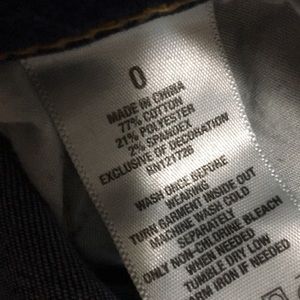 0
MADE IN CHINA
77% COTTON
21% POLYESTER
2% SPANDEX
EXCLUSIVE OF DECORATION
RN121726
WASH ONCE BEFORE
WEARING
TURN GARMENT INSIDE OUT
MACHINE WASH COLD
SEPARATELY
ONLY NON-CHLORINE BLEACH
WHEN NEEDED
TUMBLE DRY LOW
IRON IF NEEDED